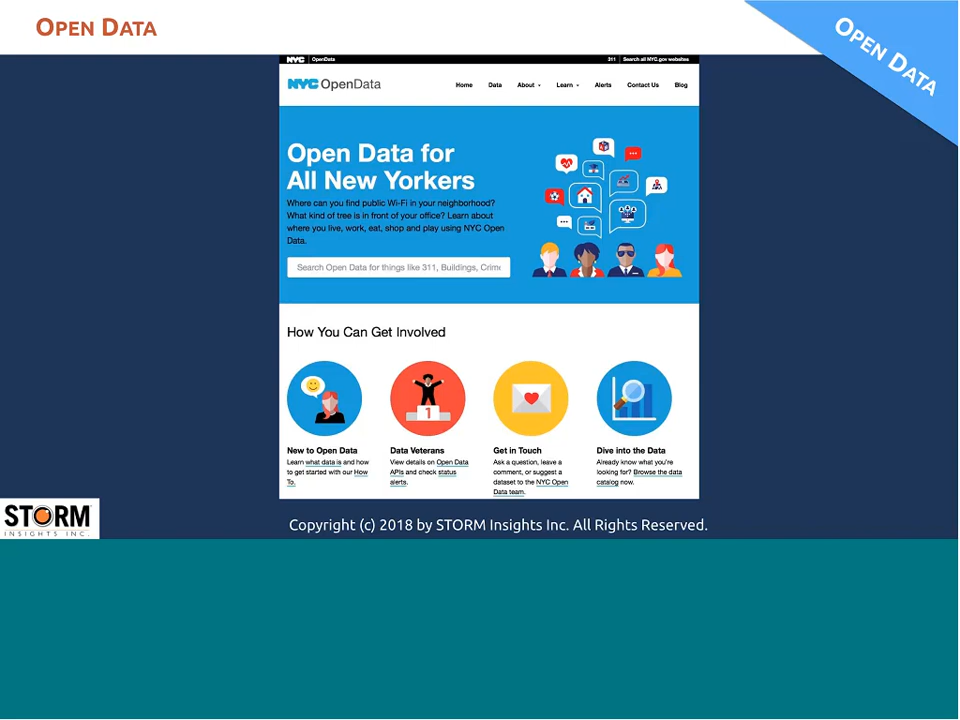 OPEN DATA
OPEN DATA
NYC OpenData
311 Search all NYC.gov websites
NYC OpenData
Home Data About Learn Alerts Contact Us Blog
Open Data for
All New Yorkers
Where can you find public Wi-Fi in your neighborhood?
What kind of tree is in front of your office? Learn about
where you live, work, eat, shop and play using NYC Open
Data.
Search Open Data for things like 311, Buildings, Crime
How You Can Get Involved
1
New to Open Data
Learn what data is and how
to get started with our How
To.
Data Veterans
View details on Open Data
APIs and check status
alerts.
Get in Touch
Ask a question, leave a
comment, or suggest a
dataset to the NYC Open
Data team.
Dive into the Data
Already know what you're
looking for? Browse the data
catalog now.
STORM
INSIGHTS INC.
Copyright (c) 2018 by STORM Insights Inc. All Rights Reserved.